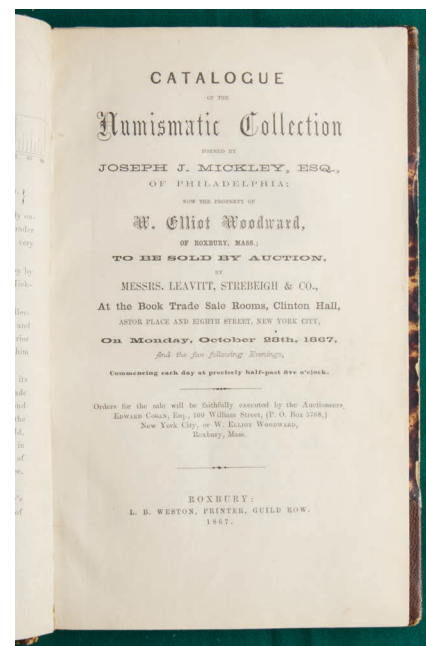 CATALOGUE
OF THE
Numismatic Collection
FORMED BY
JOSEPH J. MICKLEY, ESQ.,
OF PHILADELPHIA;
NOW THE PROPERTY OF
W. Elliot Woodward,
OF ROXBURY, MASS.;
TO BE SOLD BY AUCTION,
BY
MESSRS. LEAVITT, STREBEIGH & CO.,
At the Book Trade Sale Rooms, Clinton Hall,
ASTOR PLACE AND EIGHTH STREET, NEW YORK CITY,
On Monday, October 28th, 1867,
And the five following Evenings,
Commencing each day at precisely half-past five o'clock.
Orders for the sale will be faithfully executed by the Auctioneers,
EDWARD COGAN, Esq., 100 William Street, (P. O. Box 5768,)
New York City, or W. ELLIOT WOODWARD,
Roxbury, Mass.
ROXBURY:
L. B. WESTON, PRINTER, GUILD ROW.
1867.